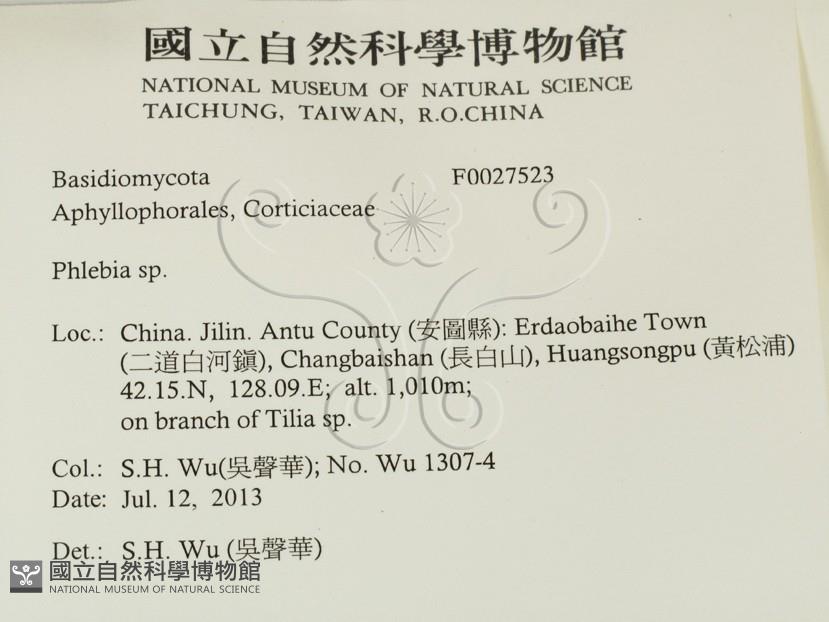 國立自然科學博物館
NATIONAL MUSEUM OF NATURAL SCIENCE
TAICHUNG, TAIWAN, R.O.CHINA
Basidiomycota F0027523
Aphyllophorales, Corticiaceae
Phlebia sp.
Loc.: China. Jilin. Antu County (安圖縣): Erdaobaihe Town
(二道白河鎭), Changbaishan (長白山), Huangsongpu (黃松浦)
42.15.N, 128.09.E; alt. 1,010m;
on branch of Tilia sp.
Col.: S.H. Wu(吳聲華); No. Wu 1307-4
Date: Jul. 12, 2013
Det.: S.H. Wu (吳聲華)
國立自然科學博物館
NATIONAL MUSEUM OF NATURAL SCIENCE